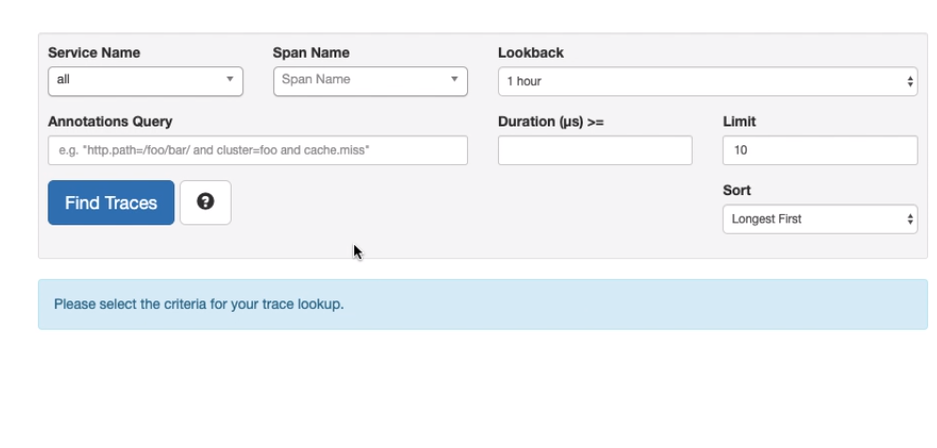 Service Name Span Name Lookback
all Span Name 1 hour
Annotations Query Duration (µs) >= Limit
e.g. "http.path=/foo/bar/ and cluster=foo and cache.miss" 10
Find Traces ? Sort
Longest First
Please select the criteria for your trace lookup.